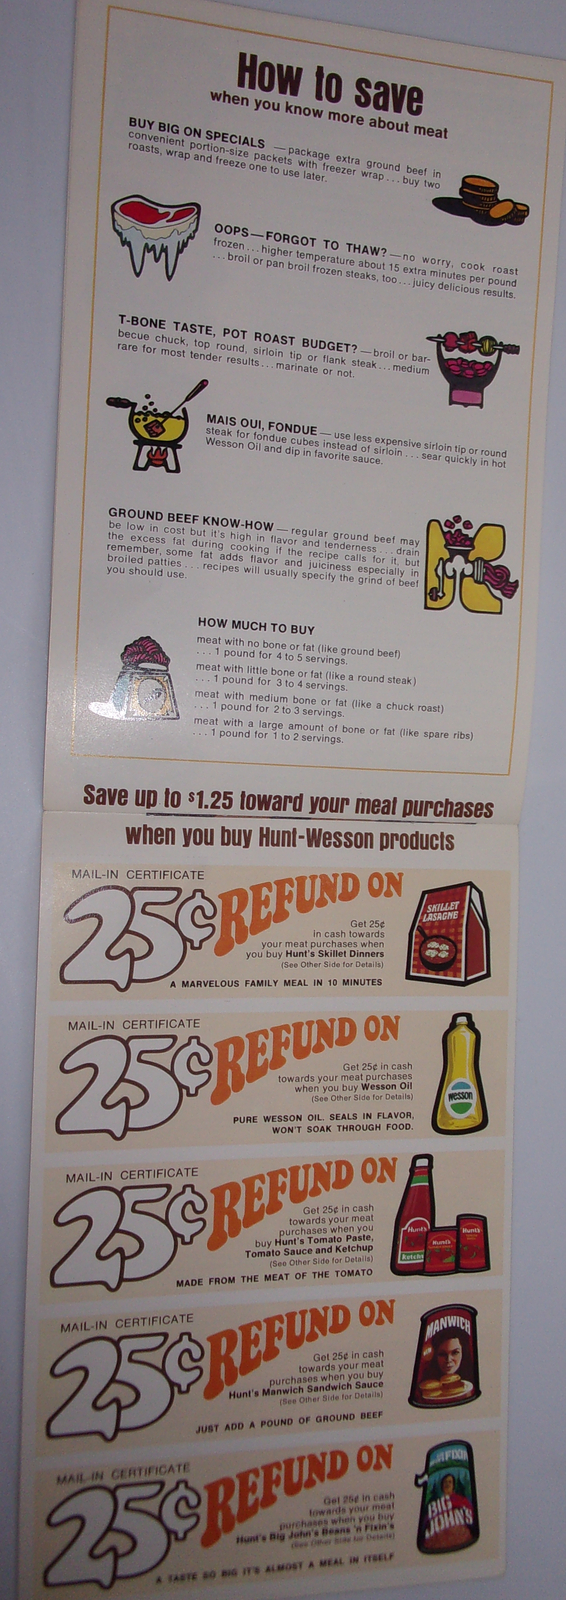 How to save
when you know more about meat
BUY BIG ON SPECIALS —package extra ground beef in
convenient portion-size packets with freezer wrap...buy two
roasts, wrap and freeze one to use later.
OOPS—FORGOT TO THAW?—no worry, cook roast
frozen...higher temperature about 15 extra minutes per pound
...broil or pan broil frozen steaks, too...juicy delicious results.
T-BONE TASTE, POT ROAST BUDGET?—broil or bar-
becue chuck, top round, sirloin tip or flank steak...medium
rare for most tender results...marinate or not.
MAIS OUI, FONDUE—use less expensive sirloin tip or round
steak for fondue cubes instead of sirloin...sear quickly in hot
Wesson Oil and dip in favorite sauce.
GROUND BEEF KNOW-HOW—regular ground beef may
be low in cost but it's high in flavor and tenderness...drain
the excess fat during cooking if the recipe calls for it, but
remember, some fat adds flavor and juiciness especially in
broiled patties...recipes will usually specify the grind of beef
you should use.
HOW MUCH TO BUY
meat with no bone or fat (like ground beef)
...1 pound for 4 to 5 servings.
meat with little bone or fat (like a round steak)
...1 pound for 3 to 4 servings.
meat with medium bone or fat (like a chuck roast)
...1 pound for 2 to 3 servings.
meat with a large amount of bone or fat (like spare ribs)
...1 pound for 1 to 2 servings.
Save up to $1.25 toward your meat purchases
when you buy Hunt-Wesson products
MAIL-IN CERTIFICATE
25¢ REFUND ON
Get 25¢
in cash towards
your meat purchases when
you buy Hunt's Skillet Dinners
(See Other Side for Details)
A MARVELOUS FAMILY MEAL IN 10 MINUTES
SKILLET
LASAGNE
MAIL-IN CERTIFICATE
25¢ REFUND ON
Get 25¢ in cash
towards your meat purchases
when you buy Wesson Oil
(See Other Side for Details)
PURE WESSON OIL. SEALS IN FLAVOR,
WON'T SOAK THROUGH FOOD.
Wesson
MAIL-IN CERTIFICATE
25¢ REFUND ON
Get 25¢ in cash
towards your meat
purchases when you
buy Hunt's Tomato Paste,
Tomato Sauce and Ketchup
(See Other Side for Details)
MADE FROM THE MEAT OF THE TOMATO
Hunt's
Ketchup
Hunt's
Hunt's
MAIL-IN CERTIFICATE
25¢ REFUND ON
Get 25¢ in cash
towards your meat
purchases when you buy
Hunt's Manwich Sandwich Sauce
(See Other Side for Details)
JUST ADD A POUND OF GROUND BEEF
MANWICH
MAIL-IN CERTIFICATE
25¢ REFUND ON
Get 25¢ in cash
towards your meat
purchases when you buy
Hunt's Big John's Beans 'n Fixin's
(See Other Side for Details)
A TASTE SO BIG IT'S ALMOST A MEAL IN ITSELF
BIG
JOHN'S